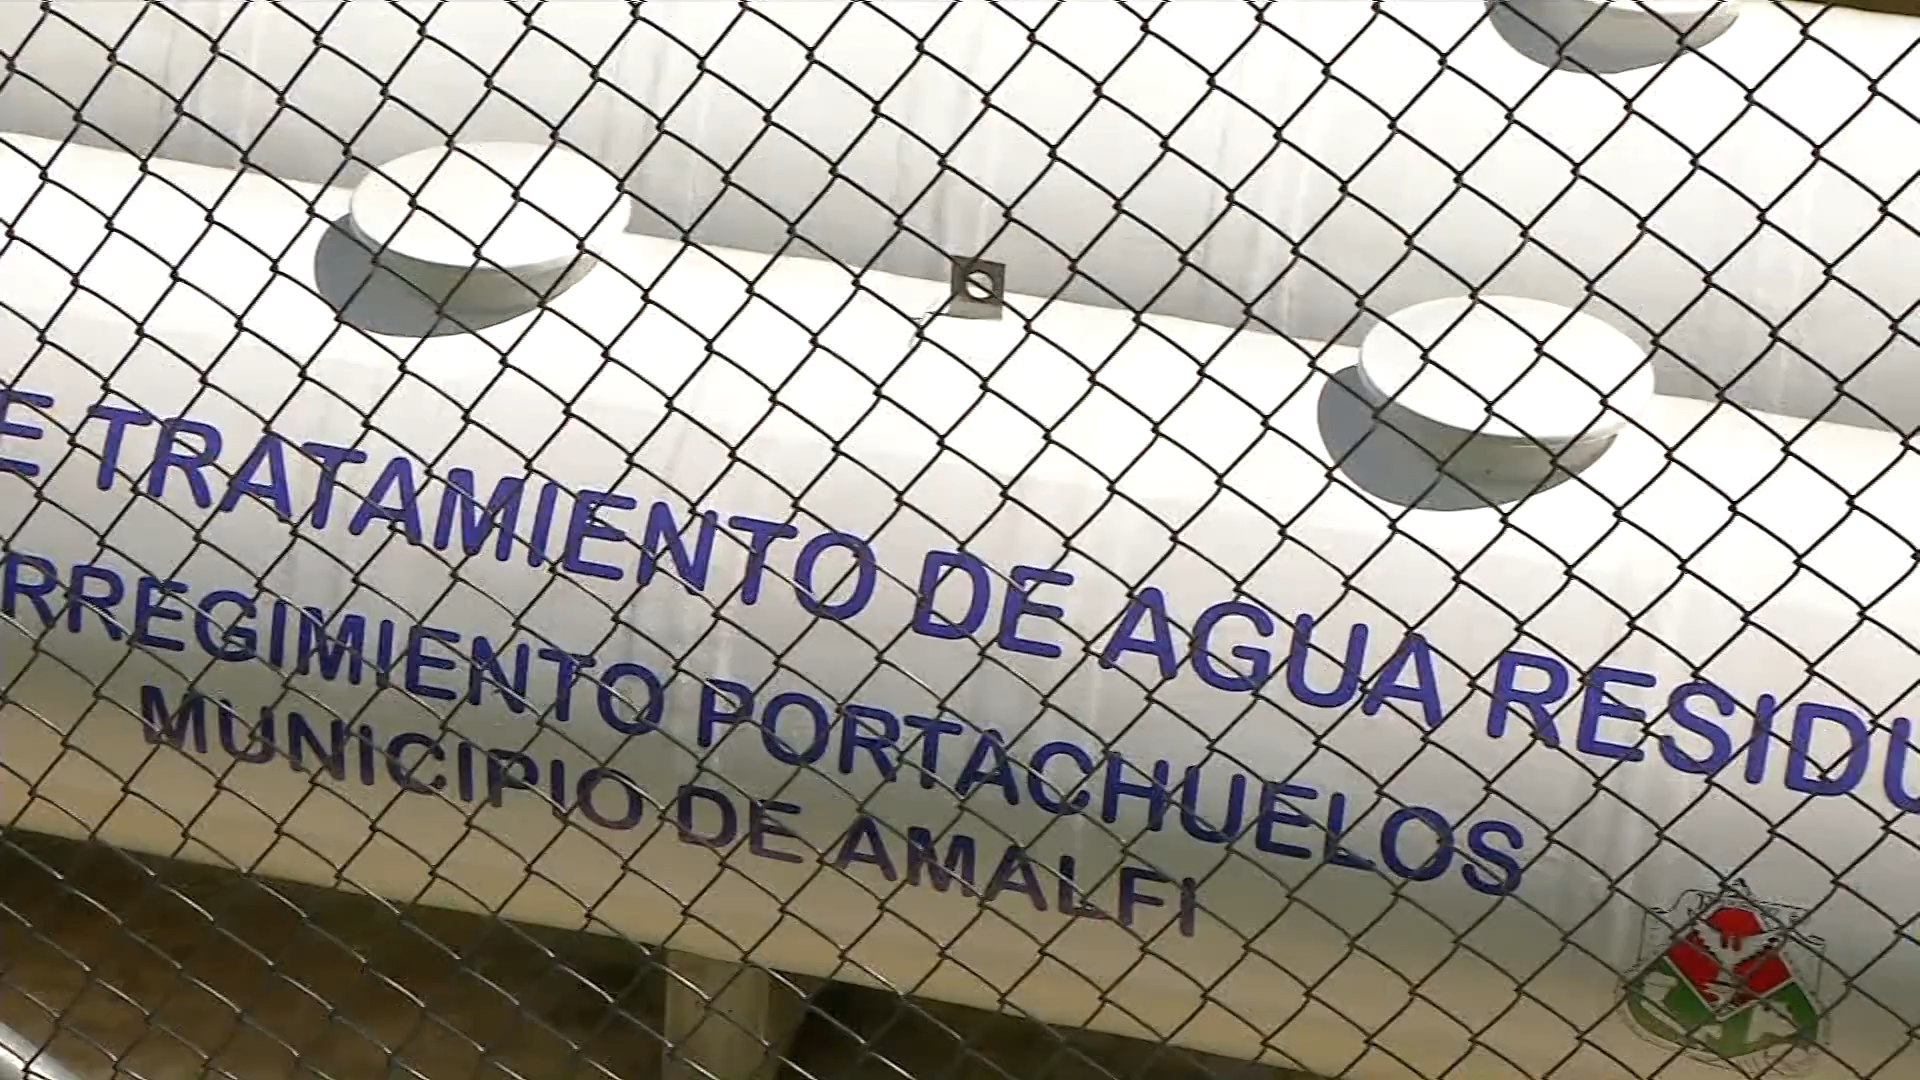 E TRATAMIENTO DE AGUA RESIDU
RREGIMIENTO PORTACHUELOS
MUNICIPIO DE AMALFI